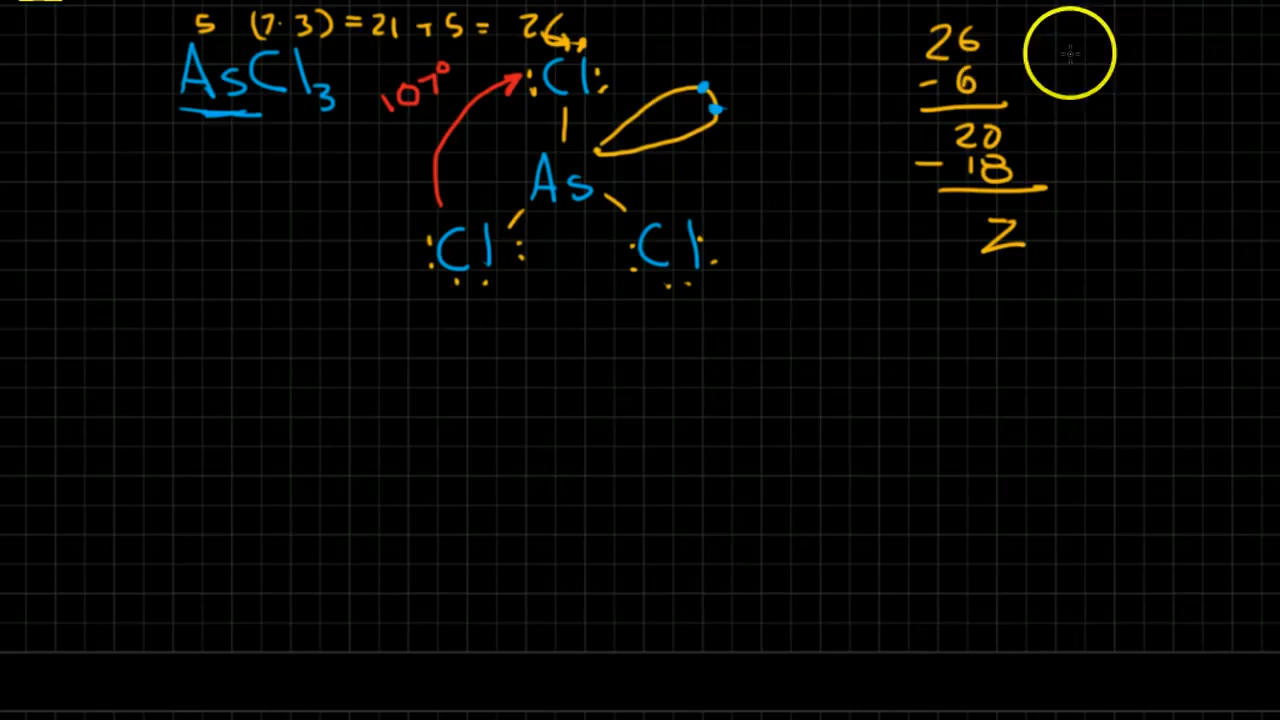 5 (7·3) = 21 + 5 = 26
AsCl3
107°
:Cl:
As
:Cl:
:Cl:
26
- 6
20
- 18
2